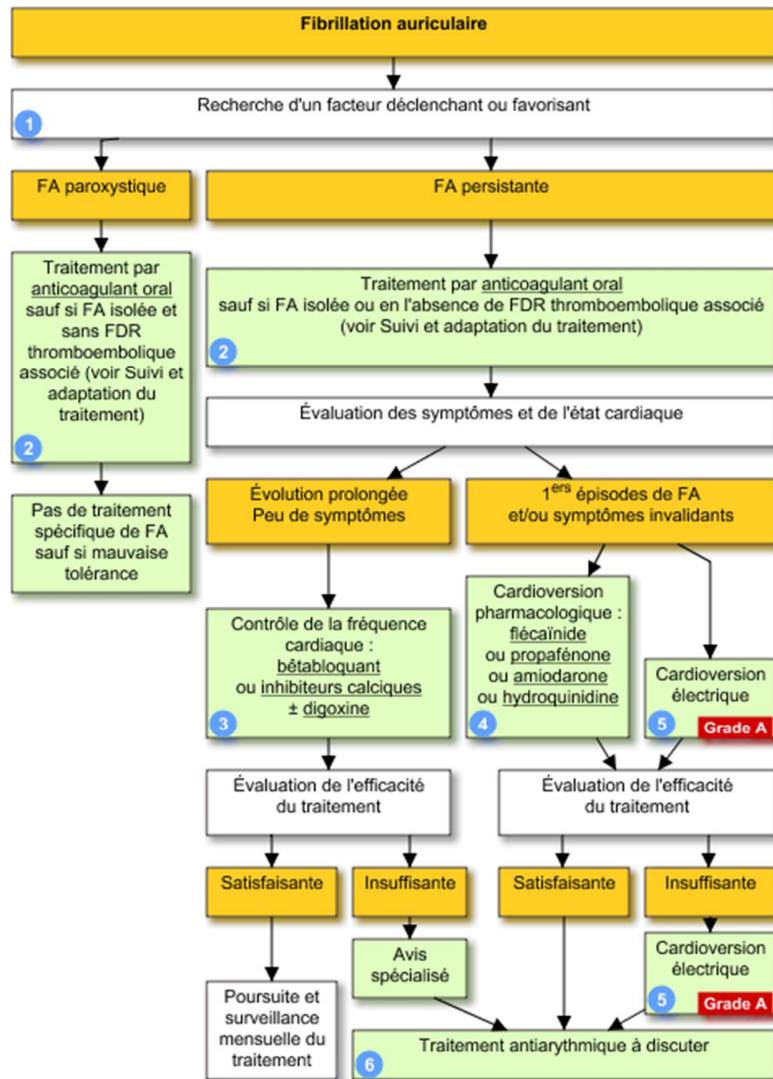 Fibrillation auriculaire
Recherche d'un facteur déclenchant ou favorisant
1
FA paroxystique
FA persistante
Traitement par
anticoagulant oral
sauf si FA isolée et
sans FDR
thromboembolique
associé (voir Suivi et
adaptation du
traitement)
2
Traitement par anticoagulant oral
sauf si FA isolée ou en l'absence de FDR thromboembolique associé
(voir Suivi et adaptation du traitement)
2
Évaluation des symptômes et de l'état cardiaque
Pas de traitement
spécifique de FA
sauf si mauvaise
tolérance
Évolution prolongée
Peu de symptômes
1ers épisodes de FA
et/ou symptômes invalidants
Contrôle de la fréquence
cardiaque :
bêtabloquant
ou inhibiteurs calciques
± digoxine
3
Cardioversion
pharmacologique :
flécaïnide
ou propafénone
ou amiodarone
ou hydroquinidine
4
Cardioversion
électrique
5
Grade A
Évaluation de l'efficacité
du traitement
Évaluation de l'efficacité
du traitement
Satisfaisante
Insuffisante
Satisfaisante
Insuffisante
Poursuite et
surveillance
mensuelle du
traitement
Avis
spécialisé
Cardioversion
électrique
5
Grade A
Traitement antiarythmique à discuter
6